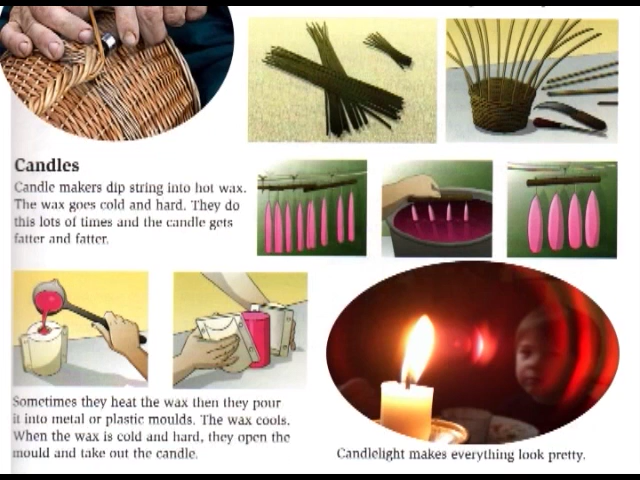 Candles
Candle makers dip string into hot wax.
The wax goes cold and hard. They do
this lots of times and the candle gets
fatter and fatter.
Sometimes they heat the wax then they pour
it into metal or plastic moulds. The wax cools.
When the wax is cold and hard, they open the
mould and take out the candle.
Candlelight makes everything look pretty.